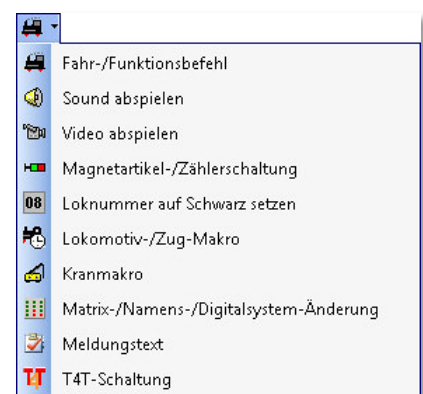 Fahr-/Funktionsbefehl
Sound abspielen
Video abspielen
Magnetartikel-/Zählerschaltung
08 Loknummer auf Schwarz setzen
Lokomotiv-/Zug-Makro
Kranmakro
Matrix-/Namens-/Digitalsystem-Änderung
Meldungstext
T4T T4T-Schaltung